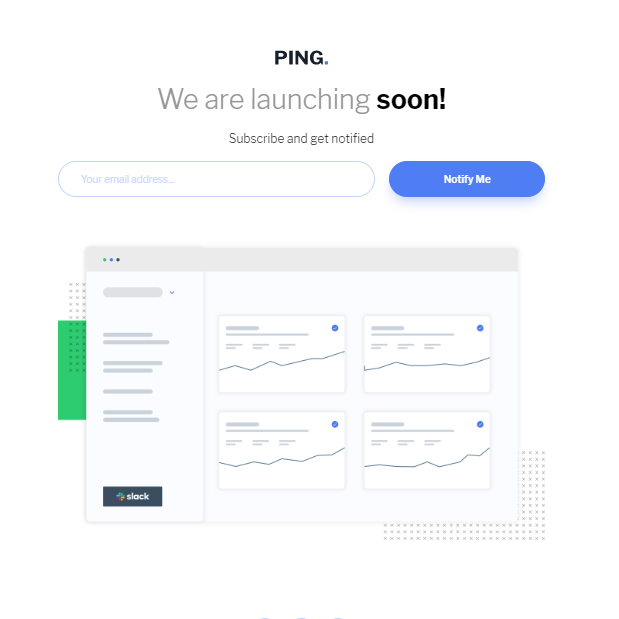 PING.
We are launching soon!
Subscribe and get notified
Your email address...
Notify Me
slack